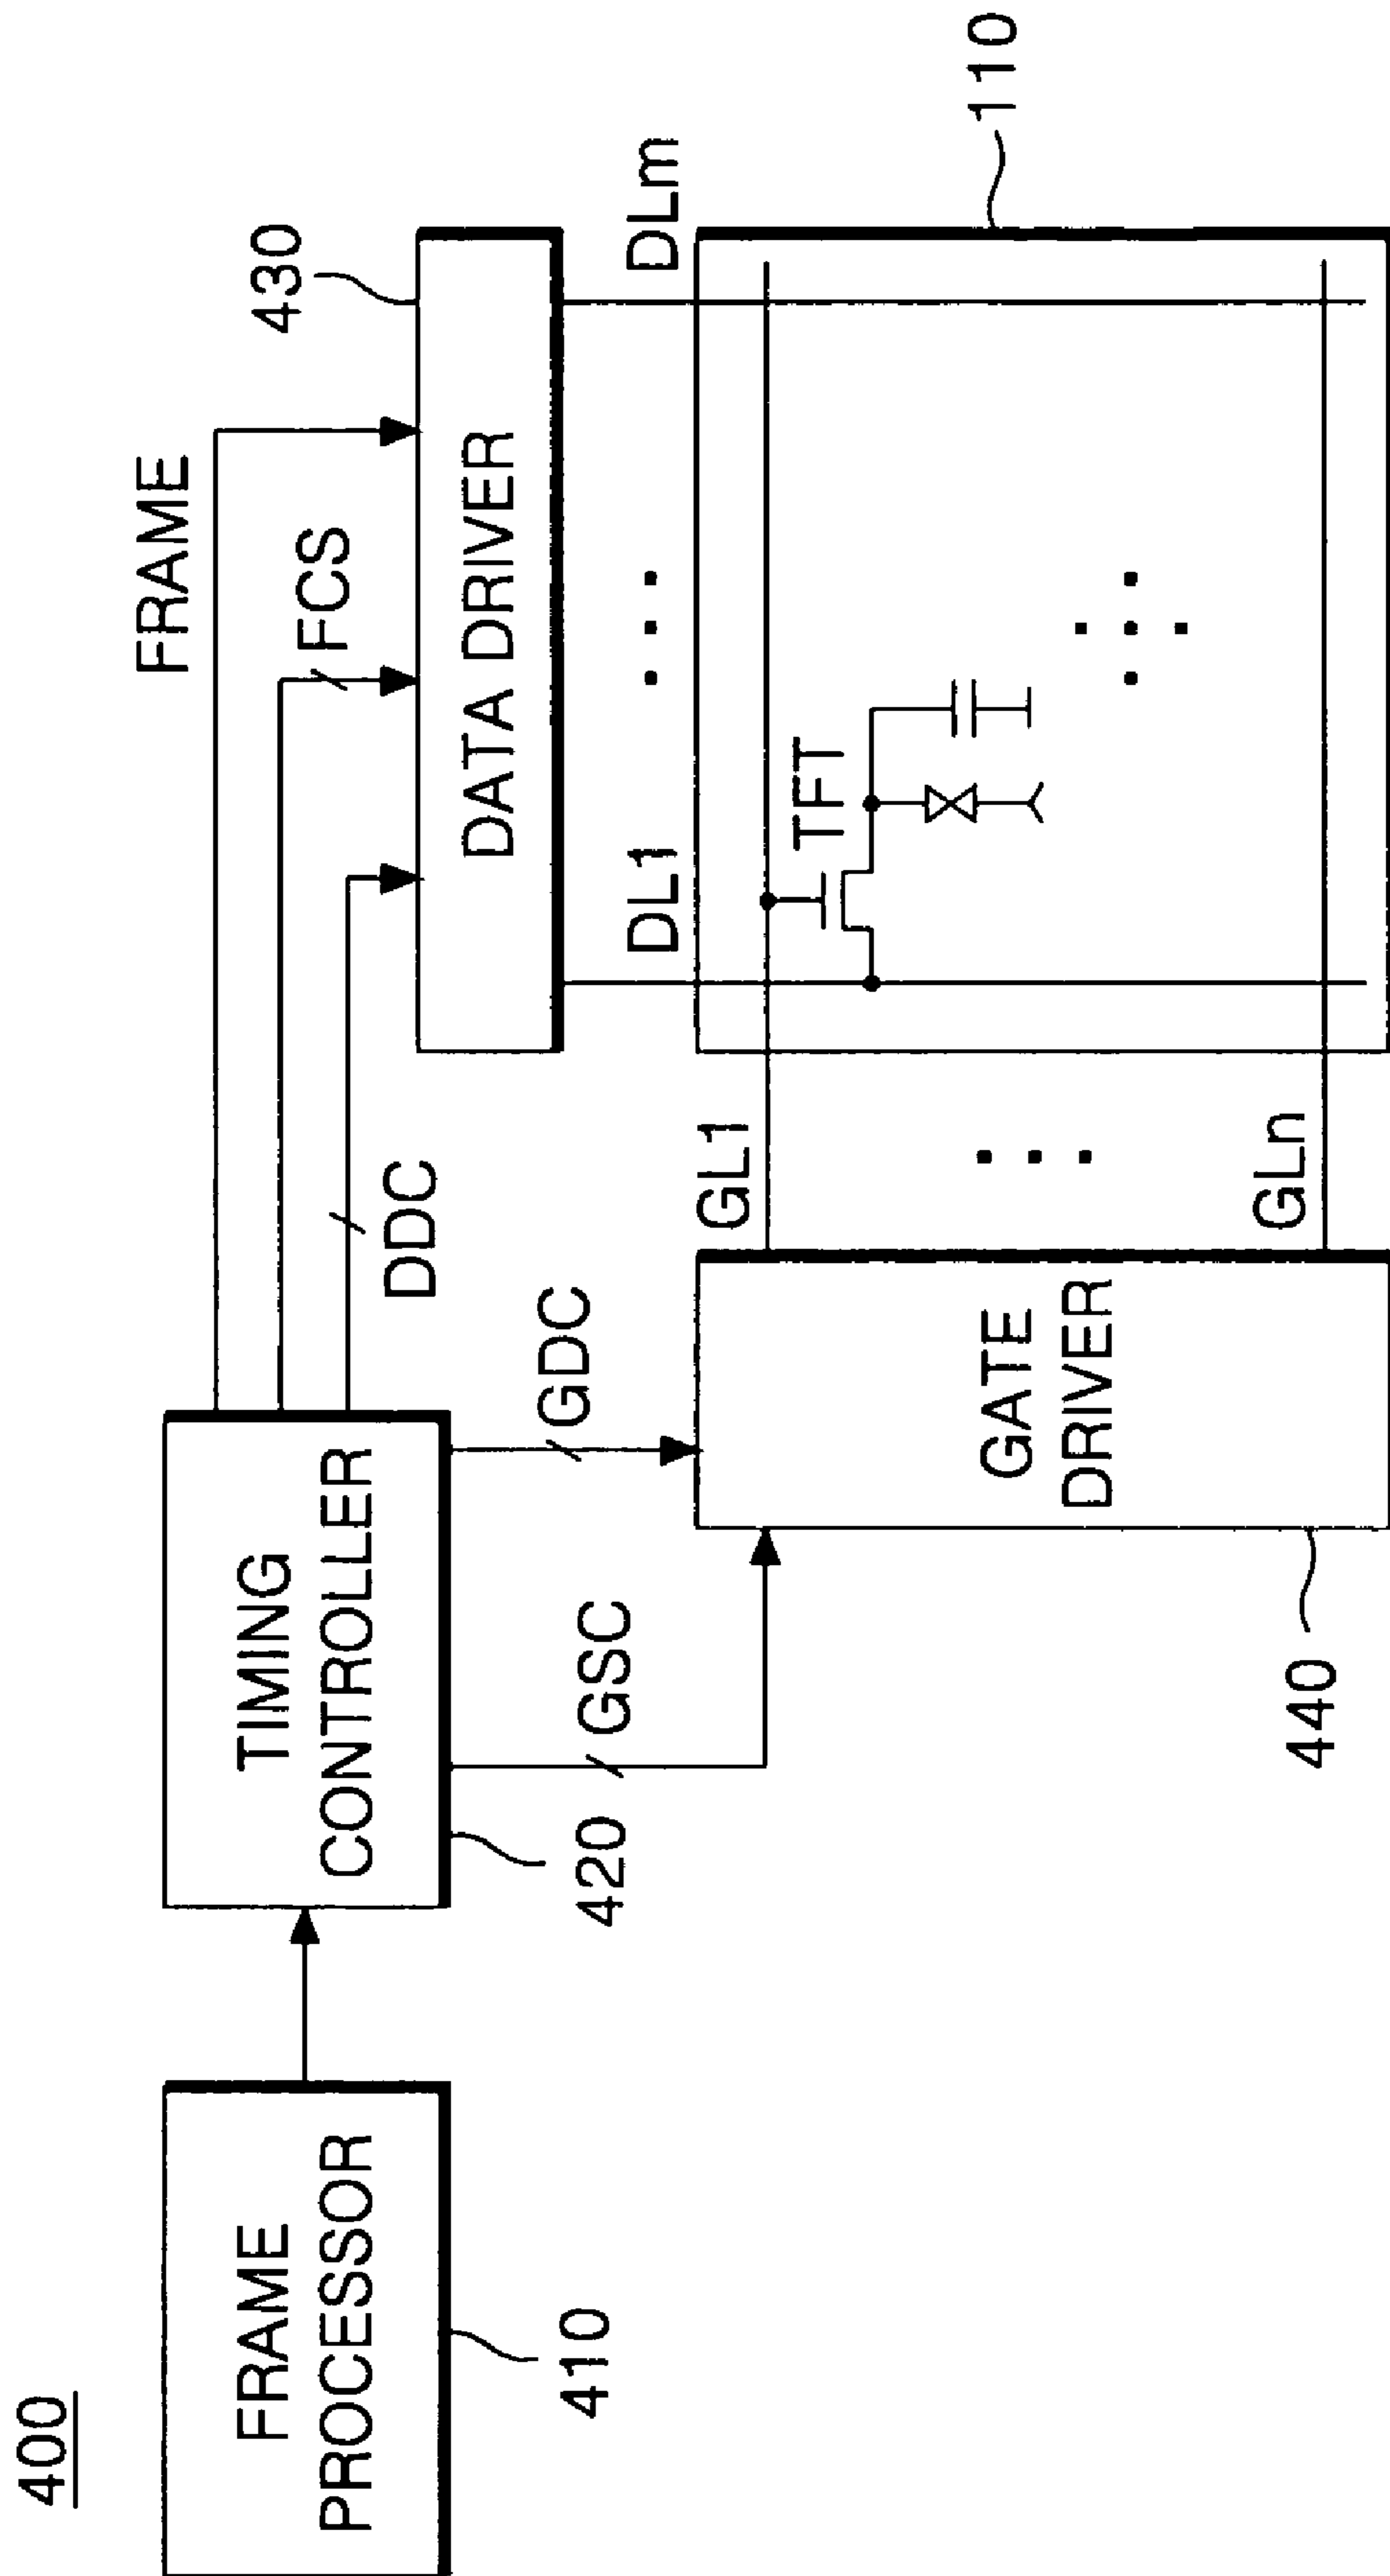 400
FRAME
PROCESSOR
410
TIMING
CONTROLLER
420
GSC
GDC
DDC
FCS
FRAME
430
DATA DRIVER
DL1
DLm
GATE
DRIVER
440
GL1
GLn
TFT
110